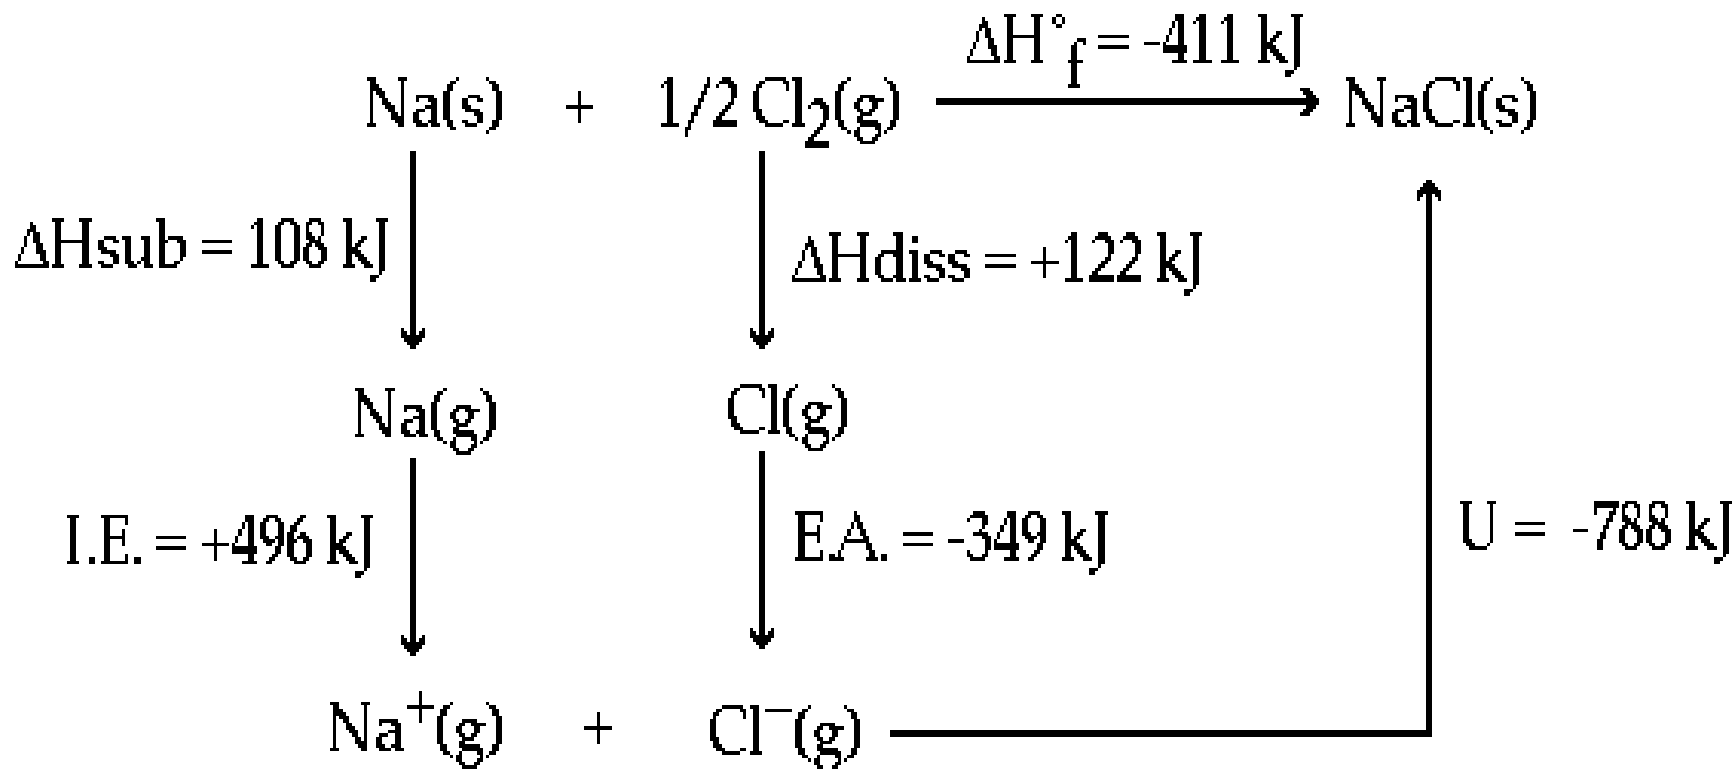 ΔH°f = -411 kJ
Na(s) + 1/2 Cl2(g) NaCl(s)
ΔHsub = 108 kJ
ΔHdiss = +122 kJ
Na(g) Cl(g)
I.E. = +496 kJ
E.A. = -349 kJ
U = -788 kJ
Na+(g) + Cl−(g)